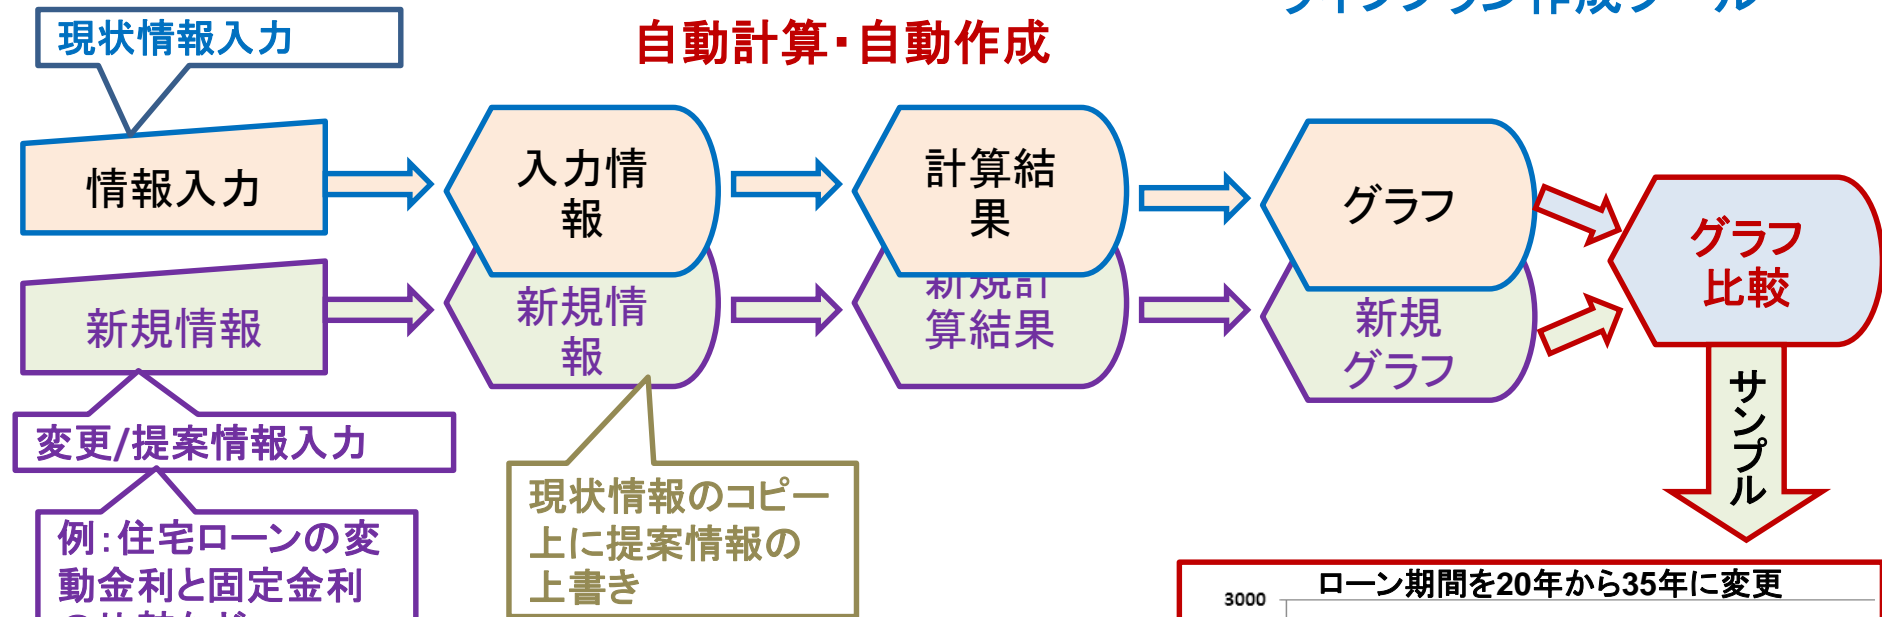 現状情報入力
自動計算・自動作成
情報入力
入力情
報
計算結
果
グラフ
グラフ
比較
新規情報
新規情
報
新規計
算結果
新規
グラフ
変更/提案情報入力
例：住宅ローンの変
動金利と固定金利
現状情報のコピー
上に提案情報の
上書き
サンプル
ローン期間を20年から35年に変更
3000